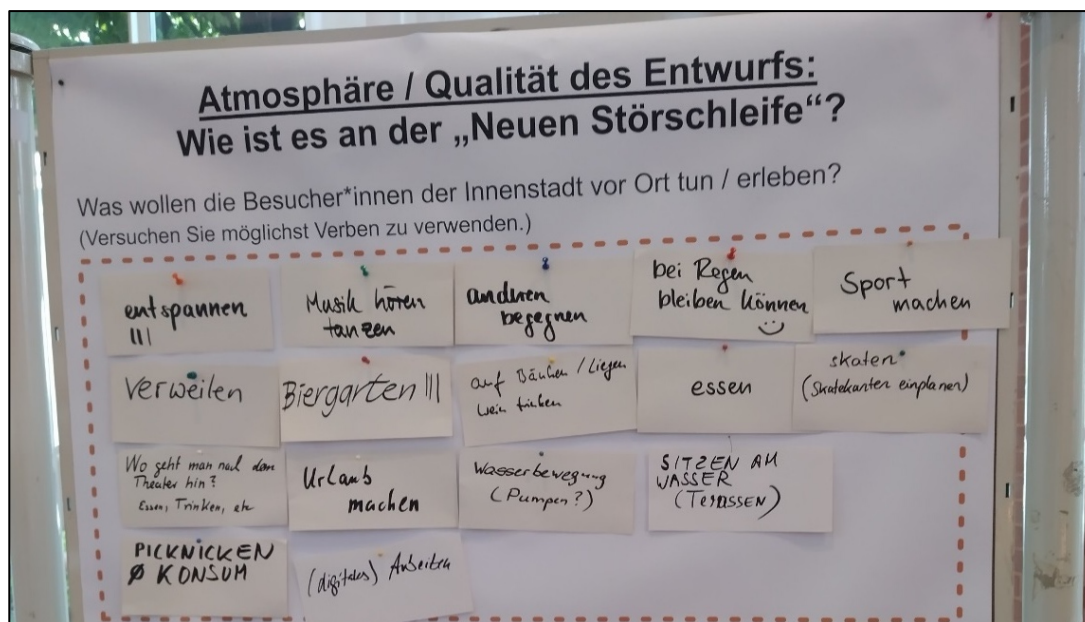 Atmosphäre / Qualität des Entwurfs:
Wie ist es an der „Neuen Störschleife“?
Was wollen die Besucher*innen der Innenstadt vor Ort tun / erleben?
(Versuchen Sie möglichst Verben zu verwenden.)
entspannen
III
Musik hören
tanzen
anderen
begegnen
bei Regen
bleiben können
Sport
machen
verweilen
Biergarten III
auf Bänken / Liegen
Wein trinken
essen
skaten
(Skatekanten einplanen)
Wo geht man nach dem
Theater hin?
Essen, Trinken, etc
Urlaub
machen
Wasserbewegung
(Pumpen?)
SITZEN AM
WASSER
(TERASSEN)
PICKNICKEN
Ø KONSUM
(digitales) Arbeiten